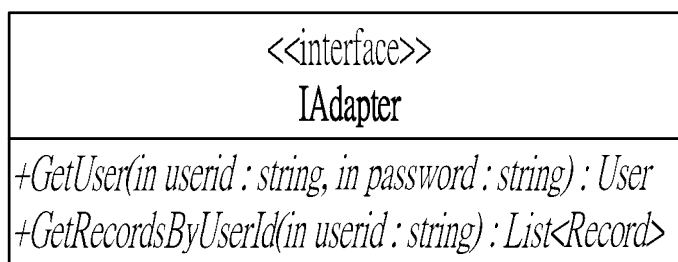 <<interface>>
IAdapter
+GetUser(in userid : string, in password : string) : User
+GetRecordsByUserId(in userid : string) : List<Record>